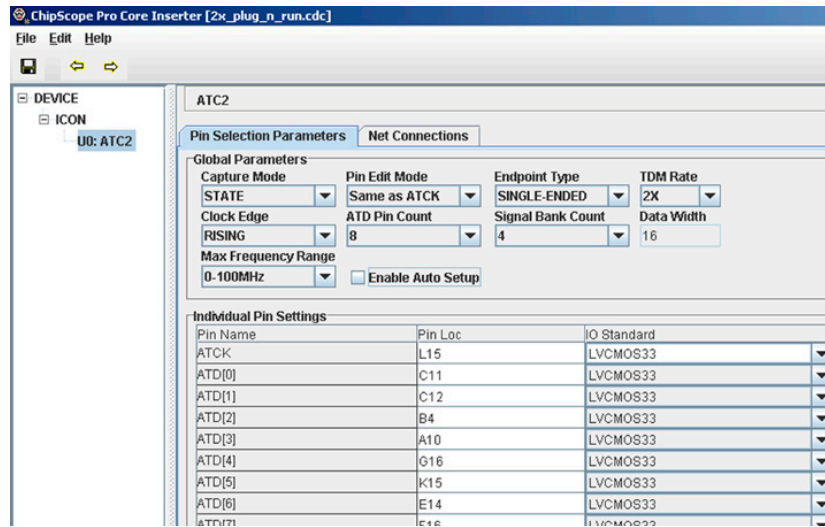 ChipScope Pro Core Inserter [2x_plug_n_run.cdc]
File Edit Help
DEVICE
ICON
U0: ATC2
ATC2
Pin Selection Parameters Net Connections
Global Parameters
Capture Mode Pin Edit Mode Endpoint Type TDM Rate
STATE Same as ATCK SINGLE-ENDED 2X
Clock Edge ATD Pin Count Signal Bank Count Data Width
RISING 8 4 16
Max Frequency Range
0-100MHz Enable Auto Setup
Individual Pin Settings
Pin Name Pin Loc IO Standard
ATCK L15 LVCMOS33
ATD[0] C11 LVCMOS33
ATD[1] C12 LVCMOS33
ATD[2] B4 LVCMOS33
ATD[3] A10 LVCMOS33
ATD[4] G16 LVCMOS33
ATD[5] K15 LVCMOS33
ATD[6] E14 LVCMOS33
ATD[7] F16 LVCMOS33